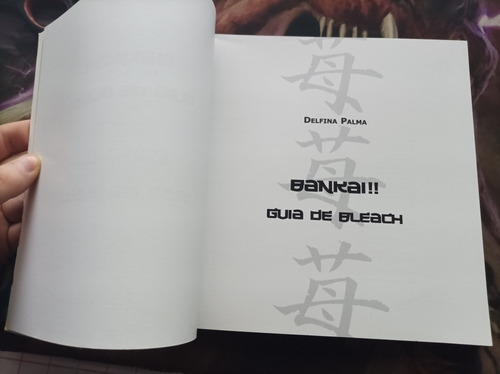 苺
DELFINA PALMA
苺
BANKAI!!
GUIA DE BLEACH
苺